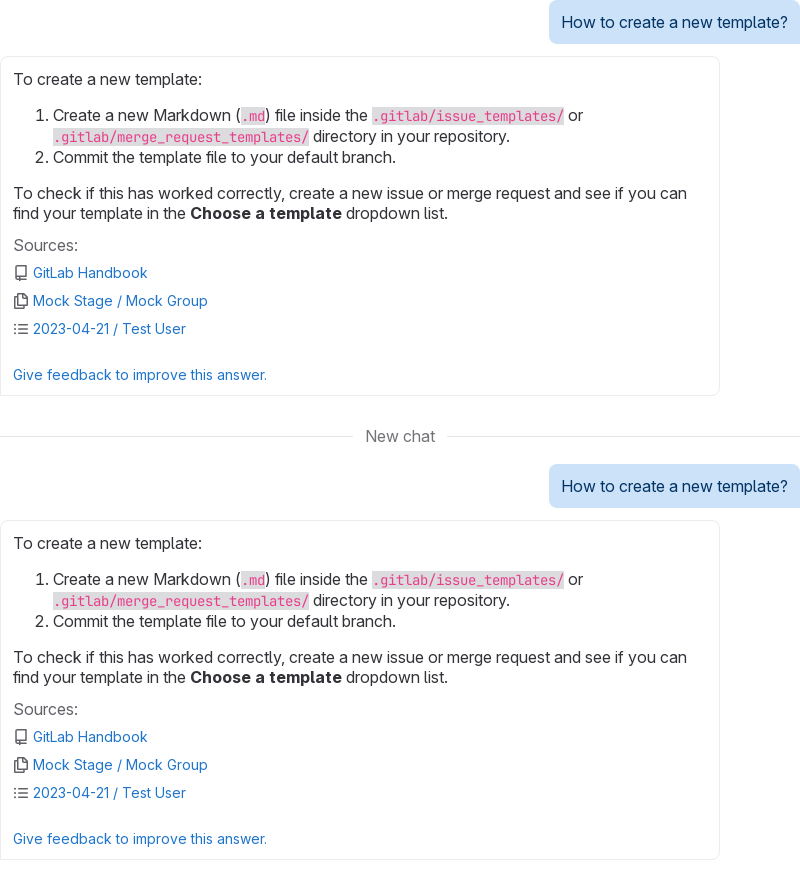 How to create a new template?
To create a new template:
1. Create a new Markdown (.md) file inside the .gitlab/issue_templates/ or
.gitlab/merge_request_templates/ directory in your repository.
2. Commit the template file to your default branch.
To check if this has worked correctly, create a new issue or merge request and see if you can
find your template in the Choose a template dropdown list.
Sources:
GitLab Handbook
Mock Stage / Mock Group
2023-04-21 / Test User
Give feedback to improve this answer.
New chat
How to create a new template?
To create a new template:
1. Create a new Markdown (.md) file inside the .gitlab/issue_templates/ or
.gitlab/merge_request_templates/ directory in your repository.
2. Commit the template file to your default branch.
To check if this has worked correctly, create a new issue or merge request and see if you can
find your template in the Choose a template dropdown list.
Sources:
GitLab Handbook
Mock Stage / Mock Group
2023-04-21 / Test User
Give feedback to improve this answer.